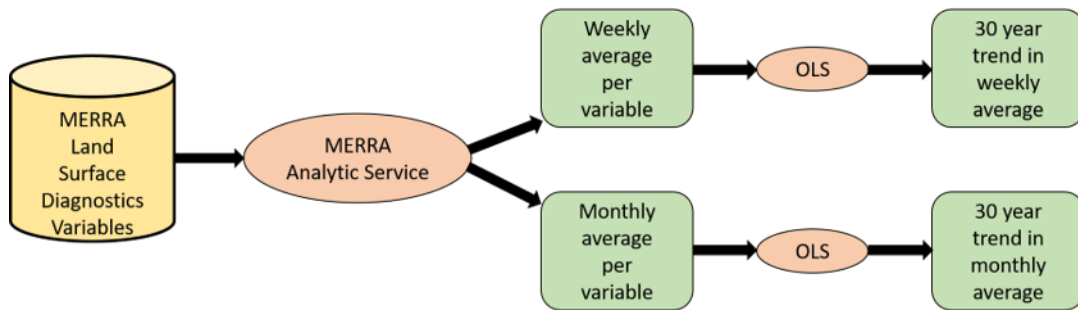 MERRA
Land
Surface
Diagnostics
Variables
MERRA
Analytic Service
Weekly
average
per
variable
OLS
30 year
trend in
weekly
average
Monthly
average
per
variable
OLS
30 year
trend in
monthly
average